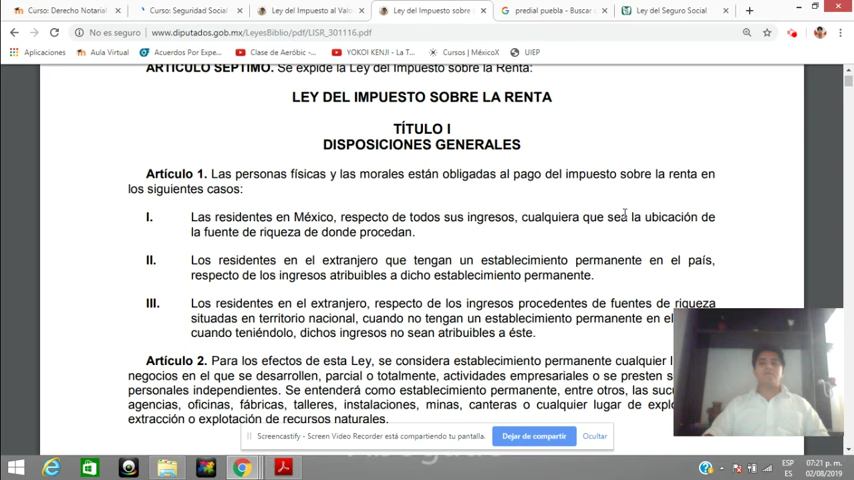 Curso: Derecho Notarial
Curso: Seguridad Social
Ley del Impuesto al Valo
Ley del Impuesto sobre
predial puebla - Buscar c
Ley del Seguro Social
No es seguro
www.diputados.gob.mx/LeyesBiblio/pdf/LISR_301116.pdf
Aplicaciones
Aula Virtual
Acuerdos Por Expe...
Clase de Aeróbic -...
YOKOI KENJI - La T...
Cursos | MéxicoX
UIEP
ARTÍCULO SÉPTIMO. Se expide la Ley del Impuesto sobre la Renta:
LEY DEL IMPUESTO SOBRE LA RENTA
TÍTULO I
DISPOSICIONES GENERALES
Artículo 1. Las personas físicas y las morales están obligadas al pago del impuesto sobre la renta en
los siguientes casos:
I. Las residentes en México, respecto de todos sus ingresos, cualquiera que sea la ubicación de
la fuente de riqueza de donde procedan.
II. Los residentes en el extranjero que tengan un establecimiento permanente en el país,
respecto de los ingresos atribuibles a dicho establecimiento permanente.
III. Los residentes en el extranjero, respecto de los ingresos procedentes de fuentes de riqueza
situadas en territorio nacional, cuando no tengan un establecimiento permanente en el
cuando teniéndolo, dichos ingresos no sean atribuibles a éste.
Artículo 2. Para los efectos de esta Ley, se considera establecimiento permanente cualquier l
negocios en el que se desarrollen, parcial o totalmente, actividades empresariales o se presten s
personales independientes. Se entenderá como establecimiento permanente, entre otros, las suc
agencias, oficinas, fábricas, talleres, instalaciones, minas, canteras o cualquier lugar de explo
extracción o explotación de recursos naturales.
Screencastify - Screen Video Recorder está compartiendo tu pantalla.
Dejar de compartir
Ocultar
ESP
07:21 p. m.
ES
02/08/2019